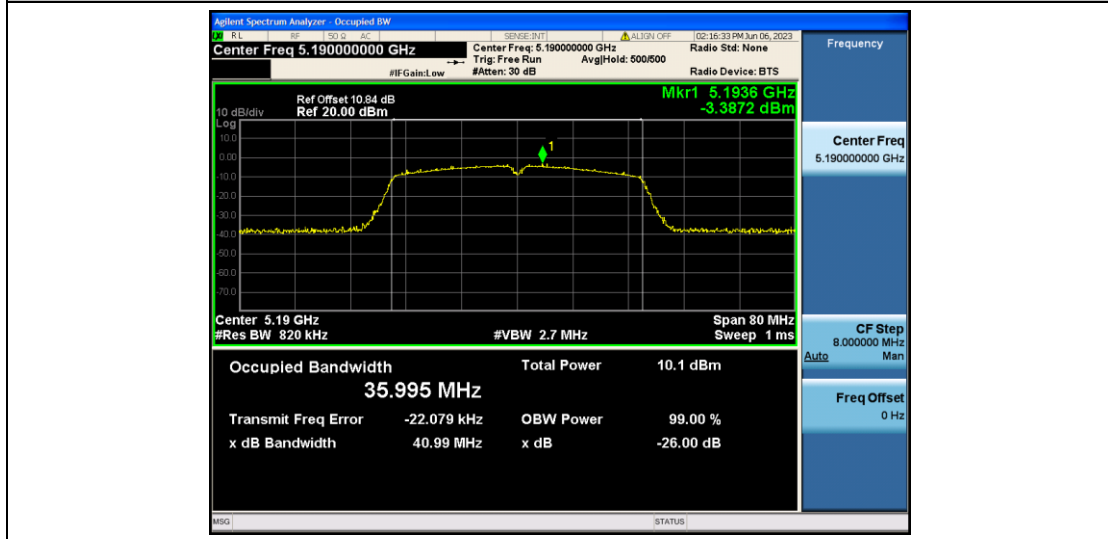 Agilent Spectrum Analyzer - Occupied BW
RL RF 50 Ω AC SENSE:INT ALIGN OFF 02:16:33 PM Jun 06, 2023
Center Freq 5.190000000 GHz
Center Freq: 5.190000000 GHz Radio Std: None
Trig: Free Run Avg|Hold: 500/500
#IFGain:Low #Atten: 30 dB Radio Device: BTS
Frequency
Mkr1 5.1936 GHz
-3.3872 dBm
Ref Offset 10.84 dB
10 dB/div Ref 20.00 dBm
Log
10.0
0.00
-10.0
-20.0
-30.0
-40.0
-50.0
-60.0
-70.0
1
Center 5.19 GHz Span 80 MHz
#Res BW 820 kHz #VBW 2.7 MHz Sweep 1 ms
Occupied Bandwidth Total Power 10.1 dBm
35.995 MHz
Transmit Freq Error -22.079 kHz OBW Power 99.00 %
x dB Bandwidth 40.99 MHz x dB -26.00 dB
Center Freq
5.190000000 GHz
CF Step
8.000000 MHz
Auto Man
Freq Offset
0 Hz
MSG STATUS